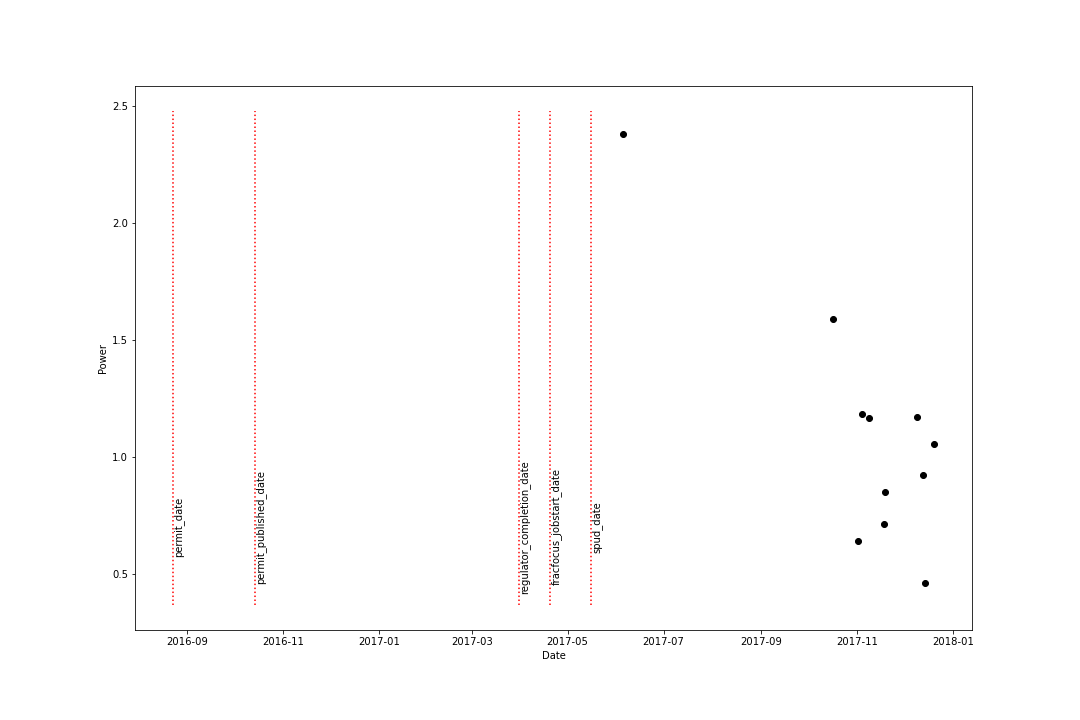 2.5
2.0
1.5
1.0
0.5
Power
permit_date
permit_published_date
regulator_completion_date
fracfocus_jobstart_date
spud_date
2016-09
2016-11
2017-01
2017-03
2017-05
2017-07
2017-09
2017-11
2018-01
Date